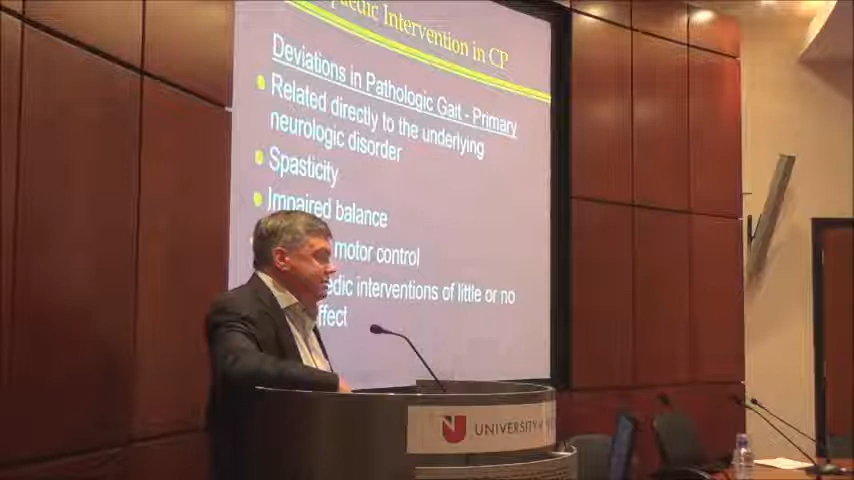 Intervention in CP
Deviations in Pathologic Gait - Primary
Related directly to the underlying
neurologic disorder
Spasticity
Impaired balance
motor control
interventions of little or no
UNIVERSITY